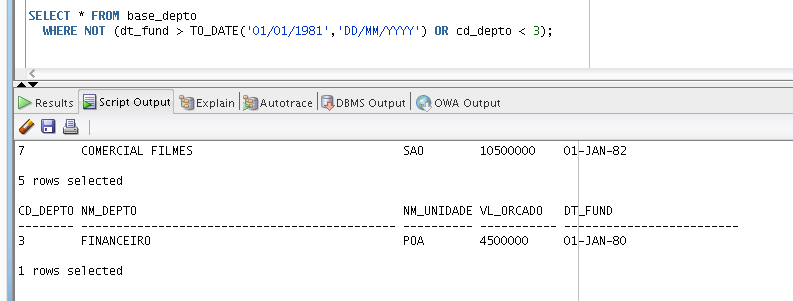 SELECT * FROM base_depto
WHERE NOT (dt_fund > TO_DATE('01/01/1981','DD/MM/YYYY') OR cd_depto < 3);
Results Script Output Explain Autotrace DBMS Output OWA Output
7 COMERCIAL FILMES SAO 10500000 01-JAN-82
5 rows selected
CD_DEPTO NM_DEPTO NM_UNIDADE VL_ORCADO DT_FUND
-------- ---------------------------------------- ---------- ----------- -------------------------
3 FINANCEIRO POA 4500000 01-JAN-80
1 rows selected